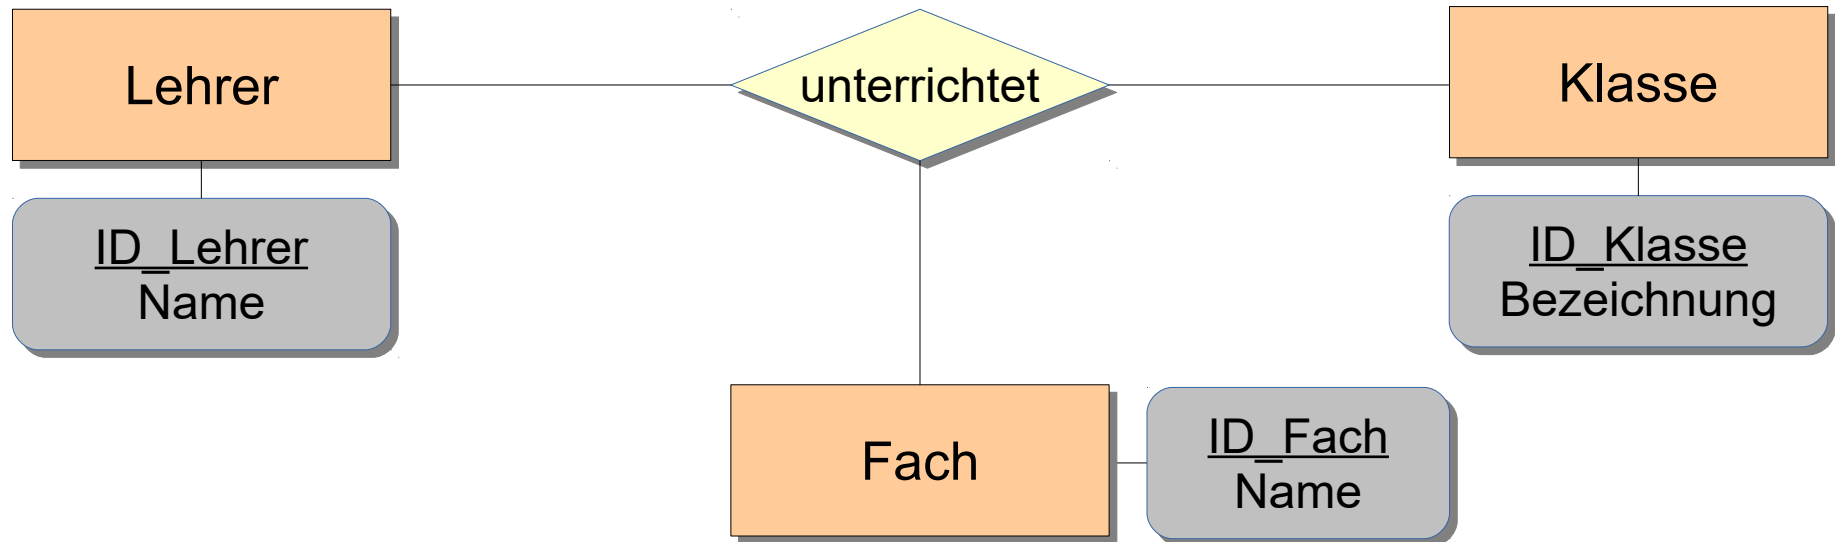 Lehrer
unterrichtet
Klasse
ID_Lehrer
Name
ID_Klasse
Bezeichnung
Fach
ID_Fach
Name